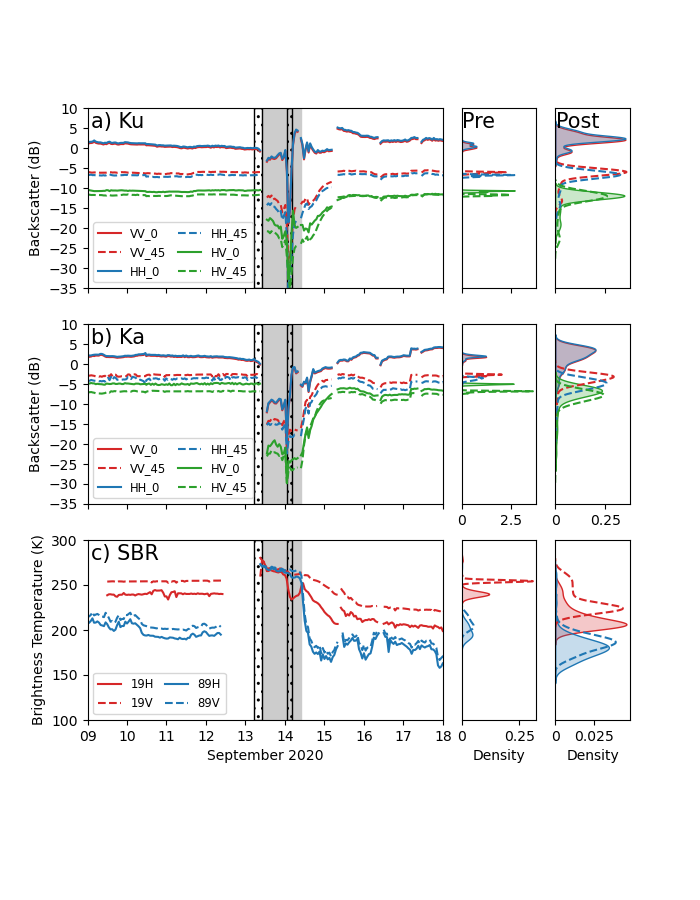 a) Ku
Pre
Post
Backscatter (dB)
10
5
0
−5
−10
−15
−20
−25
−30
−35
VV_0
VV_45
HH_0
HH_45
HV_0
HV_45
b) Ka
Backscatter (dB)
10
5
0
−5
−10
−15
−20
−25
−30
−35
VV_0
VV_45
HH_0
HH_45
HV_0
HV_45
0 2.5
0 0.25
c) SBR
Brightness Temperature (K)
300
250
200
150
100
19H
19V
89H
89V
09 10 11 12 13 14 15 16 17 18
September 2020
0 0.25
Density
0 0.025
Density